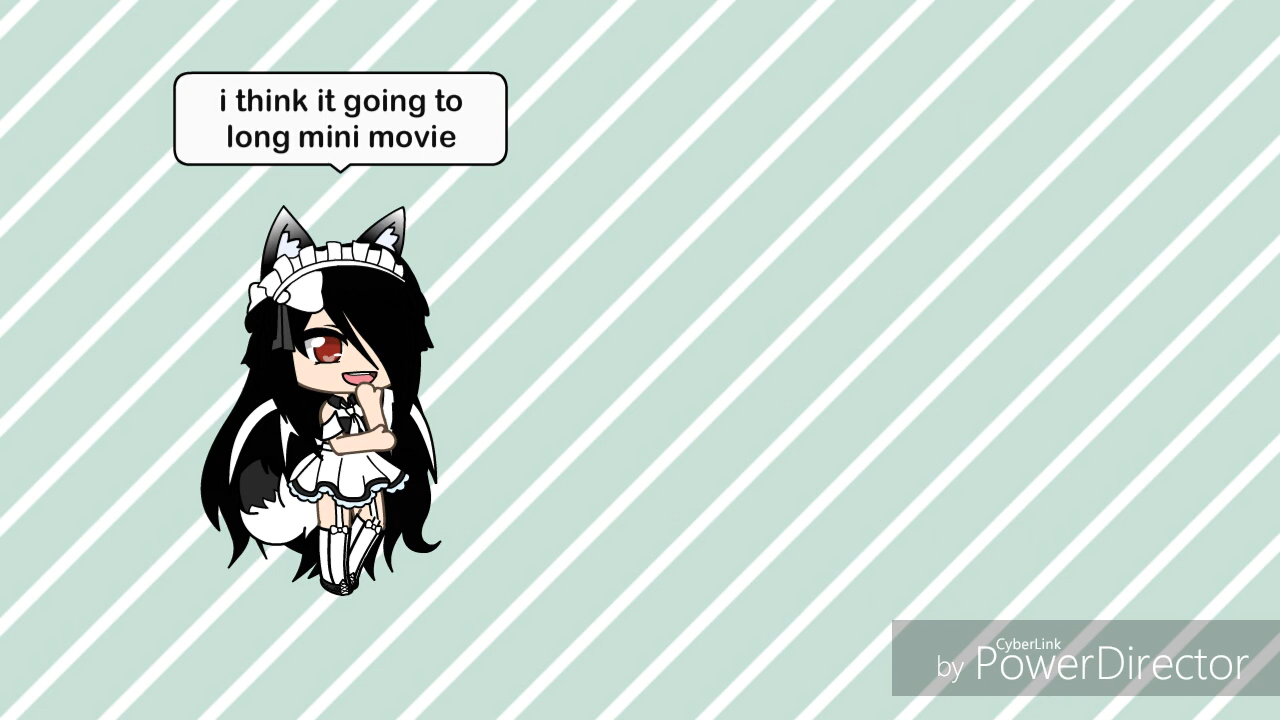 i think it going to
long mini movie
CyberLink
by PowerDirector